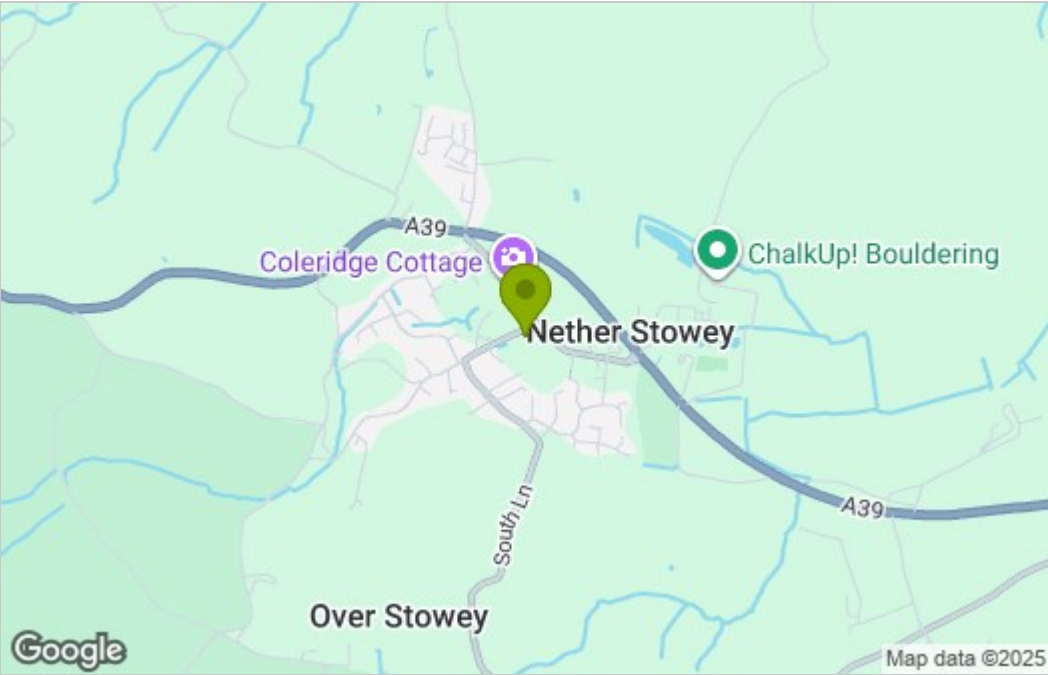 A39
Coleridge Cottage
ChalkUp! Bouldering
Nether Stowey
A39
South Ln
Over Stowey
Google
Map data ©2025